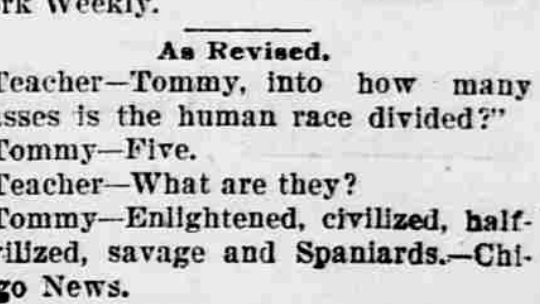 rk Weekly.
As Revised.
Teacher—Tommy, into how many
sses is the human race divided?"
Tommy—Five.
Teacher—What are they?
Tommy—Enlightened, civilized, half-
ilized, savage and Spaniards.—Chi-
go News.